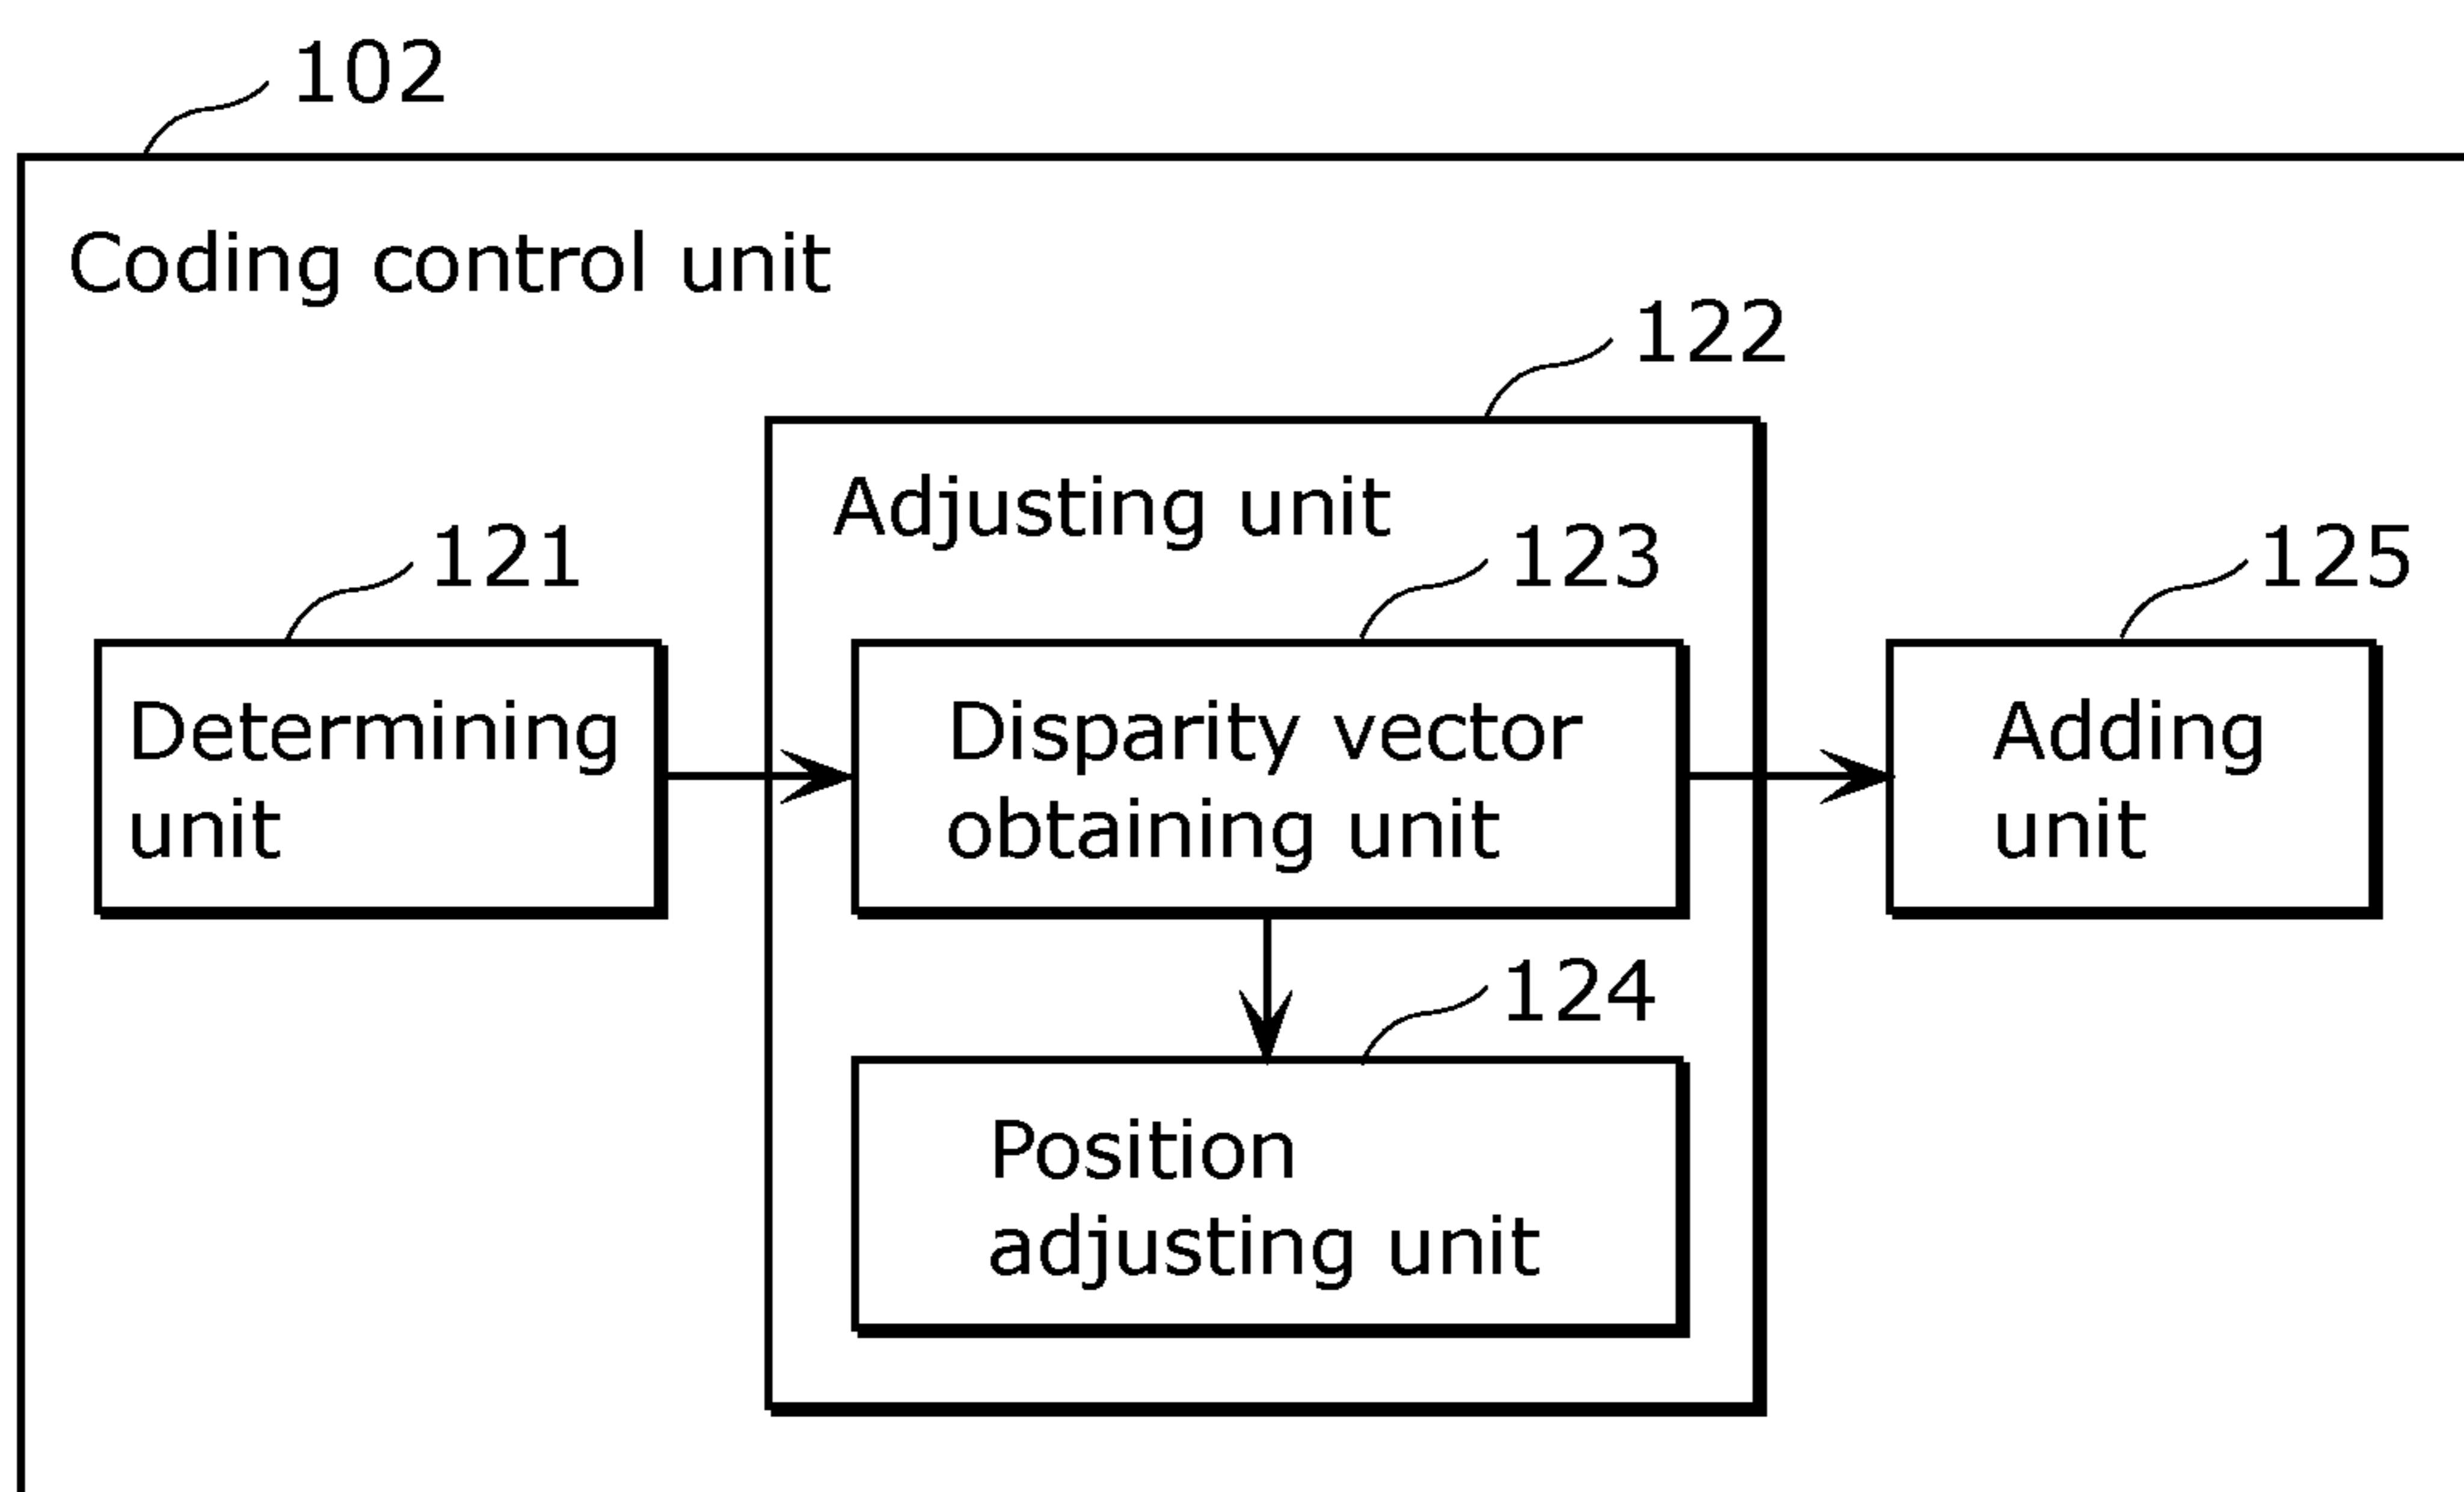 102
Coding control unit
122
Adjusting unit
121
123
125
Determining
unit
Disparity vector
obtaining unit
Adding
unit
124
Position
adjusting unit